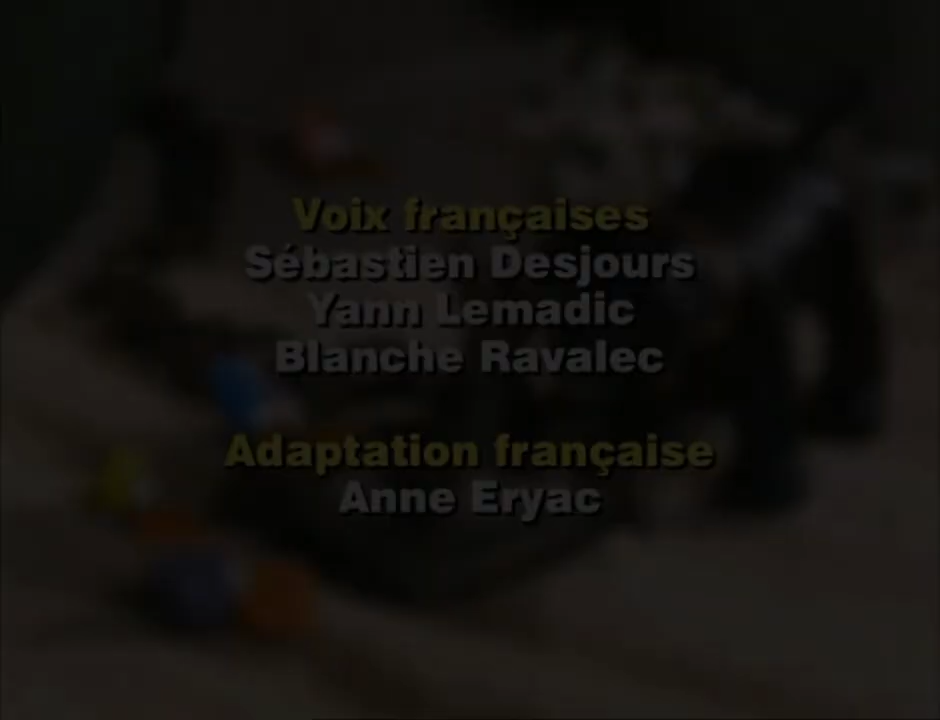 Voix françaises
Sébastien Desjours
Yann Lemadic
Blanche Ravalec
Adaptation française
Anne Eryac